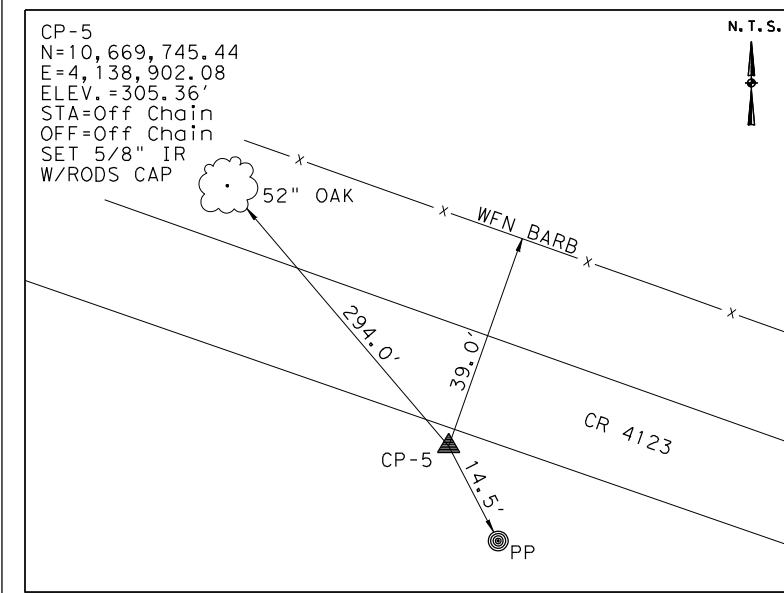 CP-5
N=10,669,745.44
E=4,138,902.08
ELEV.=305.36'
STA=Off Chain
OFF=Off Chain
SET 5/8" IR
W/RODS CAP
N.T.S.
52" OAK
x
x
WFN BARB
x
x
294.0'
39.0'
CR 4123
CP-5
14.5'
PP